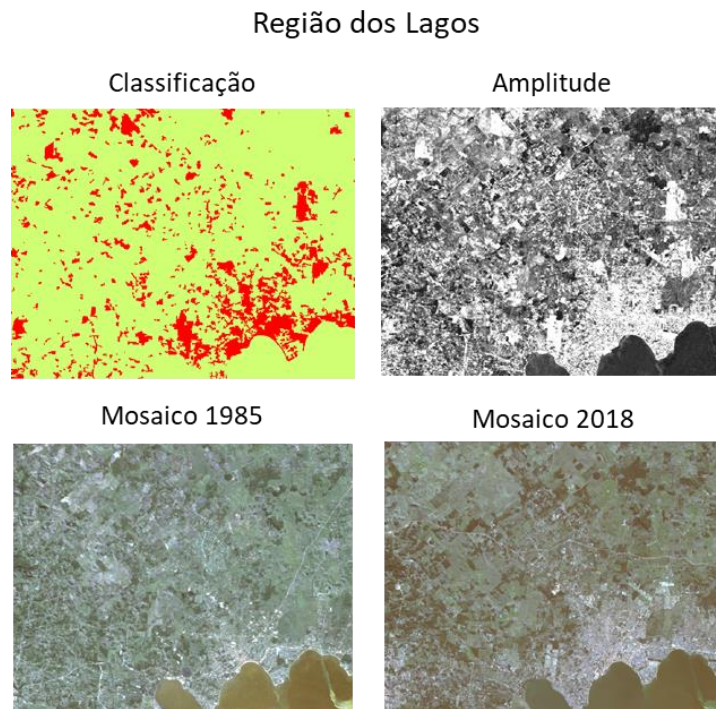 Região dos Lagos
Classificação
Amplitude
Mosaico 1985
Mosaico 2018